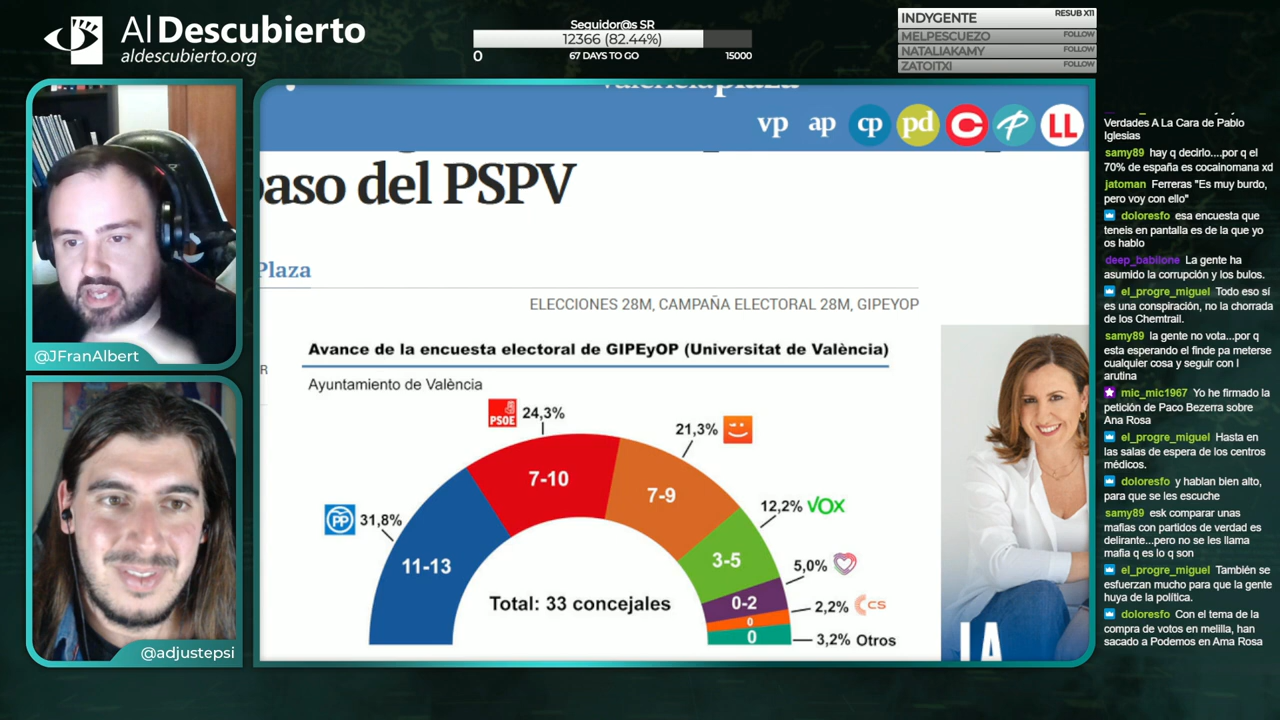 Al Descubierto
aldescubierto.org
Seguidor@s SR
12366 (82.44%)
0
67 DAYS TO GO
15000
INDYGENTE
RESUB X11
MELPESCUEZO
FOLLOW
NATALIAKAMY
FOLLOW
ZATOITXI
FOLLOW
@JFranAlbert
@adjustepsi
valenciaplaza
vp
ap
cp
pd
C
P
LL
paso del PSPV
Plaza
ELECCIONES 28M, CAMPAÑA ELECTORAL 28M, GIPEYOP
R
Avance de la encuesta electoral de GIPEyOP (Universitat de València)
Ayuntamiento de València
PSOE
24,3%
21,3%
7-10
7-9
12,2%
VOX
PP
31,8%
11-13
3-5
5,0%
Total: 33 concejales
0-2
2,2%
CS
0
0
3,2% Otros
LA
Verdades A La Cara de Pablo
Iglesias
samy89 hay q decirlo....por q el
70% de españa es cocainomana xd
jatoman Ferreras "Es muy burdo,
pero voy con ello"
doloresfo esa encuesta que
teneis en pantalla es de la que yo
os hablo
deep_babilone La gente ha
asumido la corrupción y los bulos.
el_progre_miguel Todo eso sí
es una conspiración, no la chorrada
de los Chemtrail.
samy89 la gente no vota...por q
esta esperando el finde pa meterse
cualquier cosa y seguir con l
arutina
mic_mic1967 Yo he firmado la
petición de Paco Bezerra sobre
Ana Rosa
el_progre_miguel Hasta en
las salas de espera de los centros
médicos.
doloresfo y hablan bien alto,
para que se les escuche
samy89 esk comparar unas
mafias con partidos de verdad es
delirante...pero no se les llama
mafia q es lo q son
el_progre_miguel También se
esfuerzan mucho para que la gente
huya de la política.
doloresfo Con el tema de la
compra de votos en melilla, han
sacado a Podemos en Ama Rosa